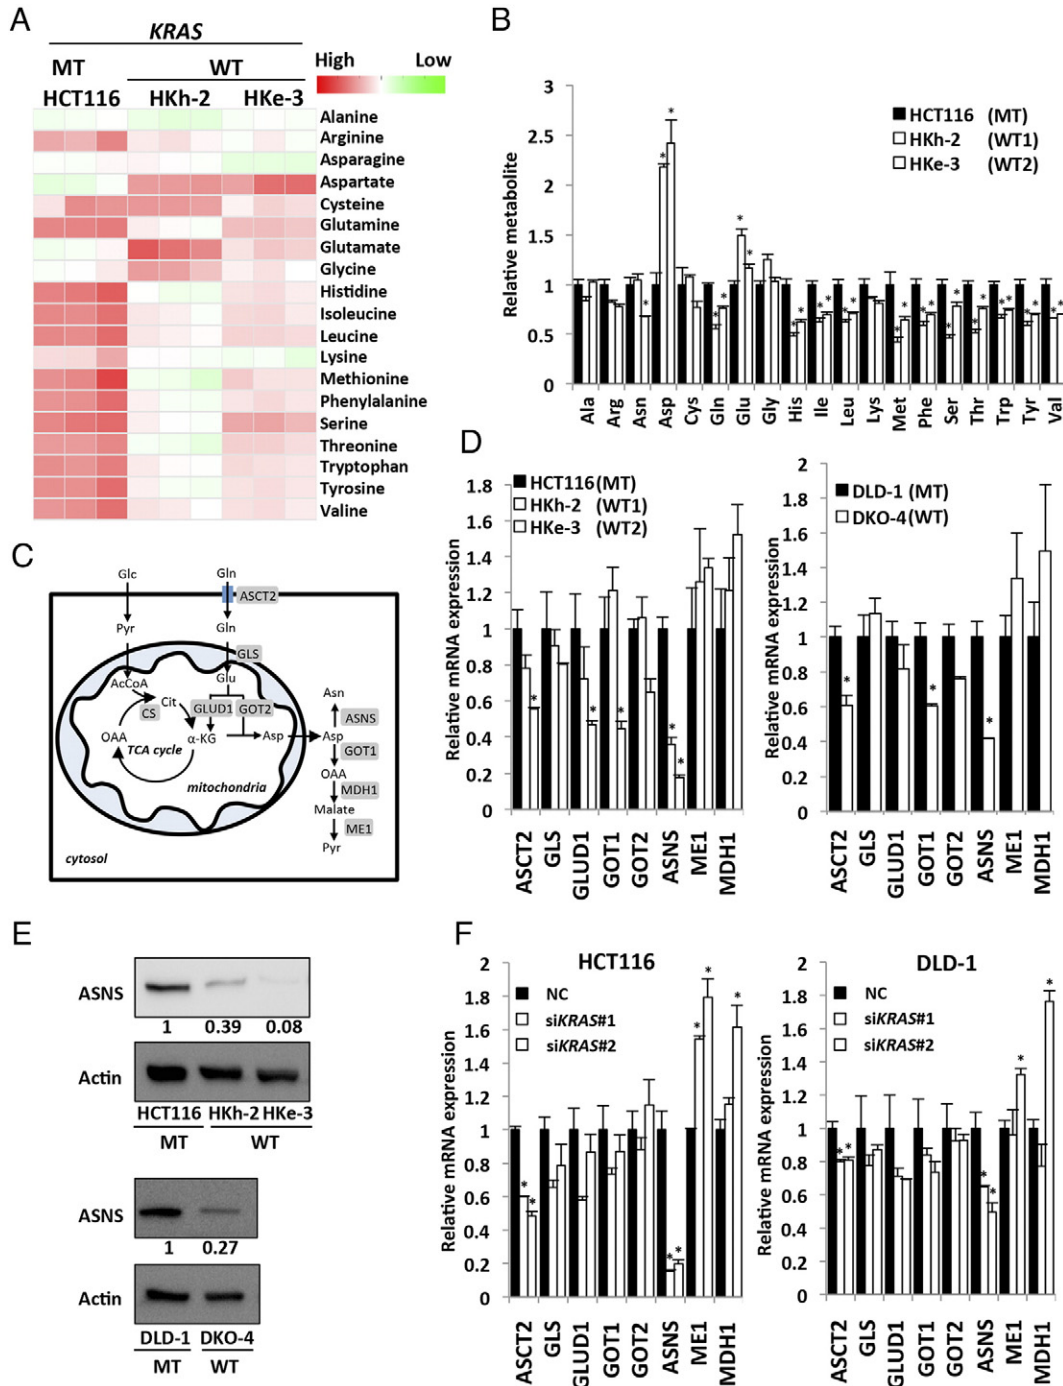 A
KRAS
MT WT
HCT116 HKh-2 HKe-3
High Low
Alanine
Arginine
Asparagine
Aspartate
Cysteine
Glutamine
Glutamate
Glycine
Histidine
Isoleucine
Leucine
Lysine
Methionine
Phenylalanine
Serine
Threonine
Tryptophan
Tyrosine
Valine
B
Relative metabolite
3
2.5
2
1.5
1
0.5
0
HCT116 (MT)
HKh-2 (WT1)
HKe-3 (WT2)
* * * * * * * * * * * * * * * * * * * * * * * * * * *
Ala Arg Asn Asp Cys Gln Glu Gly His Ile Leu Lys Met Phe Ser Thr Trp Tyr Val
C
Glc Gln
ASCT2
Pyr Gln
GLS
Glu
AcCoA
Cit
CS
GLUD1 GOT2
OAA
TCA cycle
α-KG
Asp
mitochondria
Asn
ASNS
Asp
GOT1
OAA
MDH1
Malate
ME1
Pyr
cytosol
D
Relative mRNA expression
1.8
1.6
1.4
1.2
1
0.8
0.6
0.4
0.2
0
HCT116 (MT)
HKh-2 (WT1)
HKe-3 (WT2)
* * * * *
ASCT2 GLS GLUD1 GOT1 GOT2 ASNS ME1 MDH1
Relative mRNA expression
2
1.8
1.6
1.4
1.2
1
0.8
0.6
0.4
0.2
0
DLD-1 (MT)
DKO-4 (WT)
* * *
ASCT2 GLS GLUD1 GOT1 GOT2 ASNS ME1 MDH1
E
ASNS
1 0.39 0.08
Actin
HCT116 HKh-2 HKe-3
MT WT
ASNS
1 0.27
Actin
DLD-1 DKO-4
MT WT
F
HCT116
Relative mRNA expression
2
1.8
1.6
1.4
1.2
1
0.8
0.6
0.4
0.2
0
NC
siKRAS#1
siKRAS#2
* * * * * * *
ASCT2 GLS GLUD1 GOT1 GOT2 ASNS ME1 MDH1
DLD-1
Relative mRNA expression
2
1.8
1.6
1.4
1.2
1
0.8
0.6
0.4
0.2
0
NC
siKRAS#1
siKRAS#2
* * * * * *
ASCT2 GLS GLUD1 GOT1 GOT2 ASNS ME1 MDH1